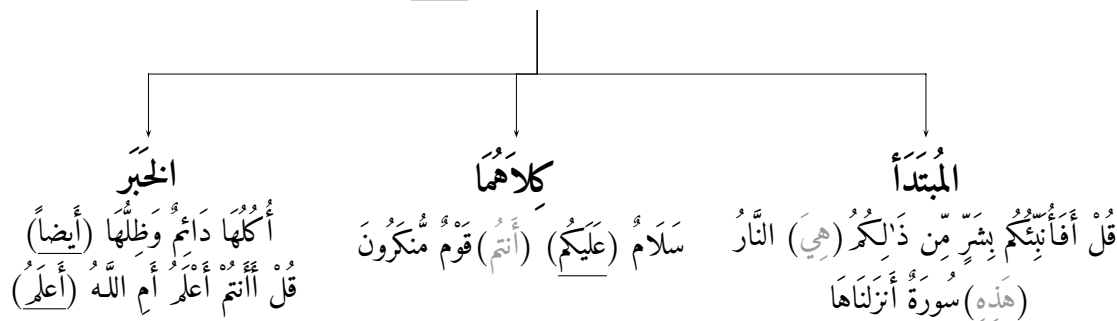 المُبتَدَأ
كِلاَهُمَا
الخَبَر
قُلْ أَفَأُنَبِّئُكُم بِشَرٍّ مِّن ذَٰلِكُمُ (هِيَ) النَّارُ
(هَذِهِ) سُورَةٌ أَنزَلنَاهَا
سَلَامٌ (عَلَيكُم) (أَنتُم) قَوْمٌ مُّنكَرُونَ
أُكُلُهَا دَائِمٌ وَظِلُّهَا (أَيضاً)
قُلْ أَأَنتُمْ أَعْلَمُ أَمِ اللَّهُ (أَعلَمُ)